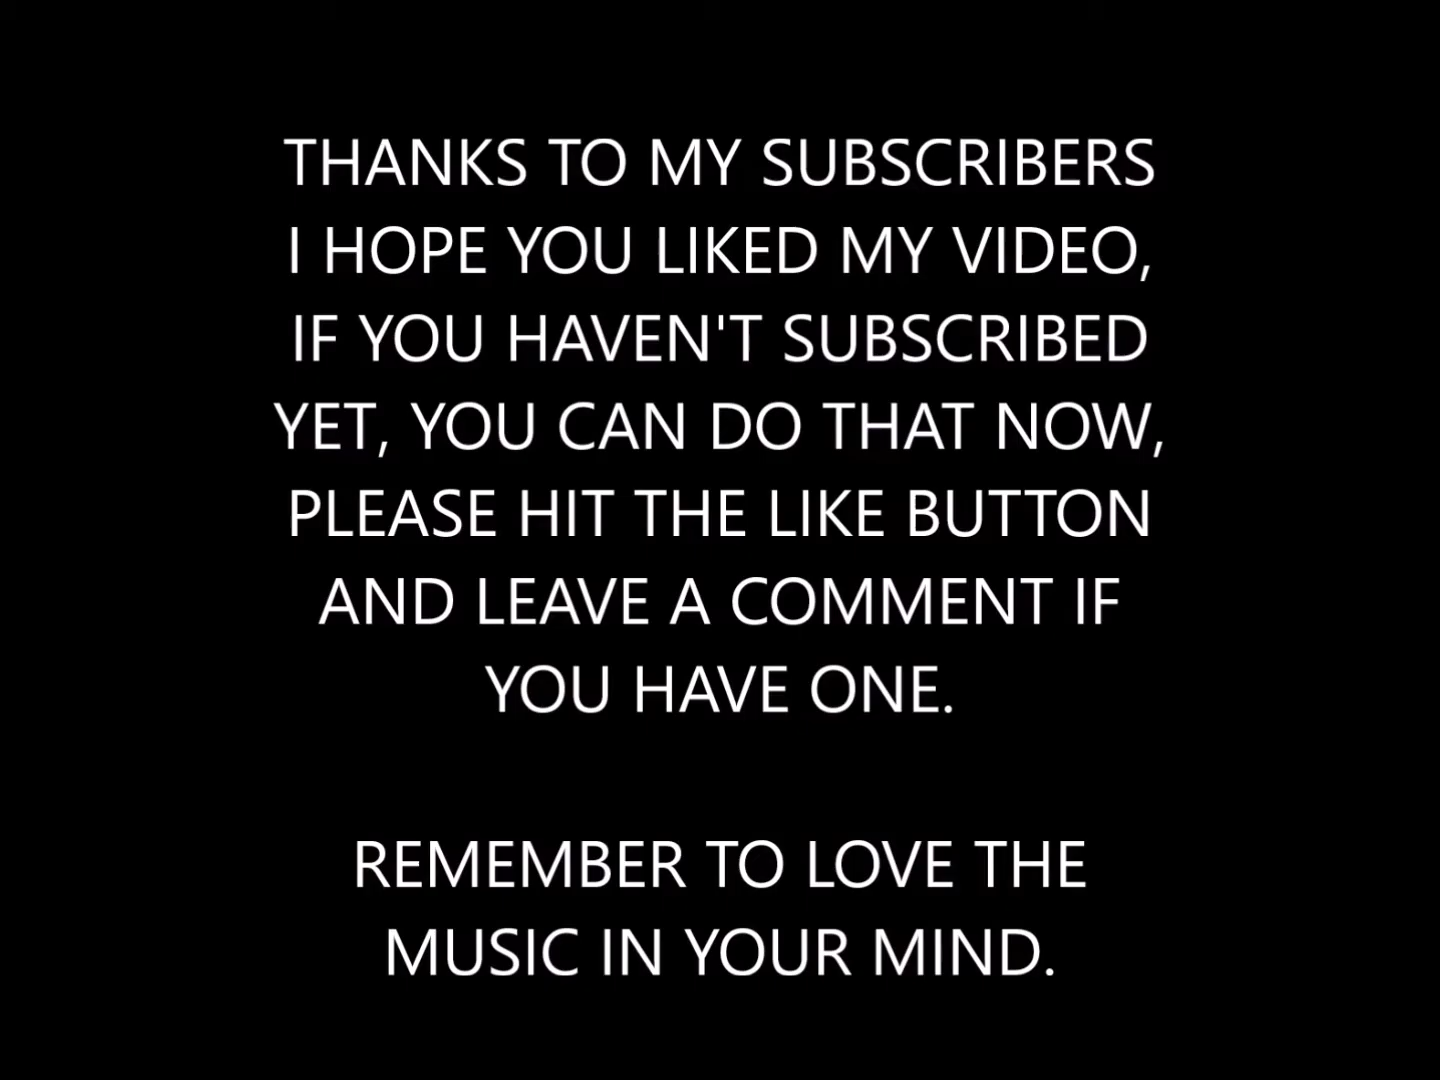 THANKS TO MY SUBSCRIBERS
I HOPE YOU LIKED MY VIDEO,
IF YOU HAVEN'T SUBSCRIBED
YET, YOU CAN DO THAT NOW,
PLEASE HIT THE LIKE BUTTON
AND LEAVE A COMMENT IF
YOU HAVE ONE.
REMEMBER TO LOVE THE
MUSIC IN YOUR MIND.